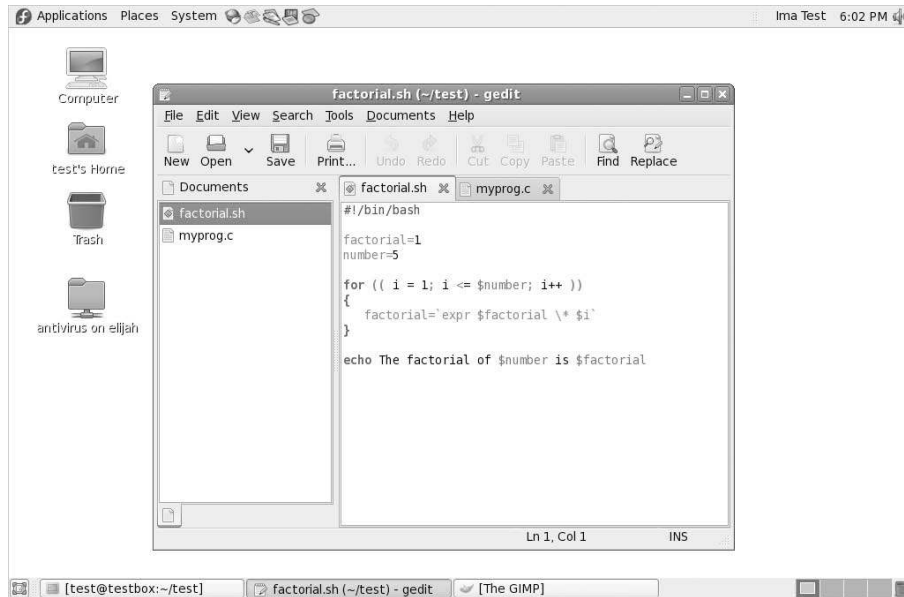 Applications Places System Ima Test 6:02 PM
Computer
test's Home
Trash
antivirus on elijah
factorial.sh (~/test) - gedit
File Edit View Search Tools Documents Help
New Open Save Print... Undo Redo Cut Copy Paste Find Replace
Documents
factorial.sh
myprog.c
factorial.sh myprog.c
#!/bin/bash
factorial=1
number=5
for (( i = 1; i <= $number; i++ ))
{
factorial=`expr $factorial \* $i`
}
echo The factorial of $number is $factorial
Ln 1, Col 1 INS
[test@testbox:~/test] factorial.sh (~/test) - gedit [The GIMP]